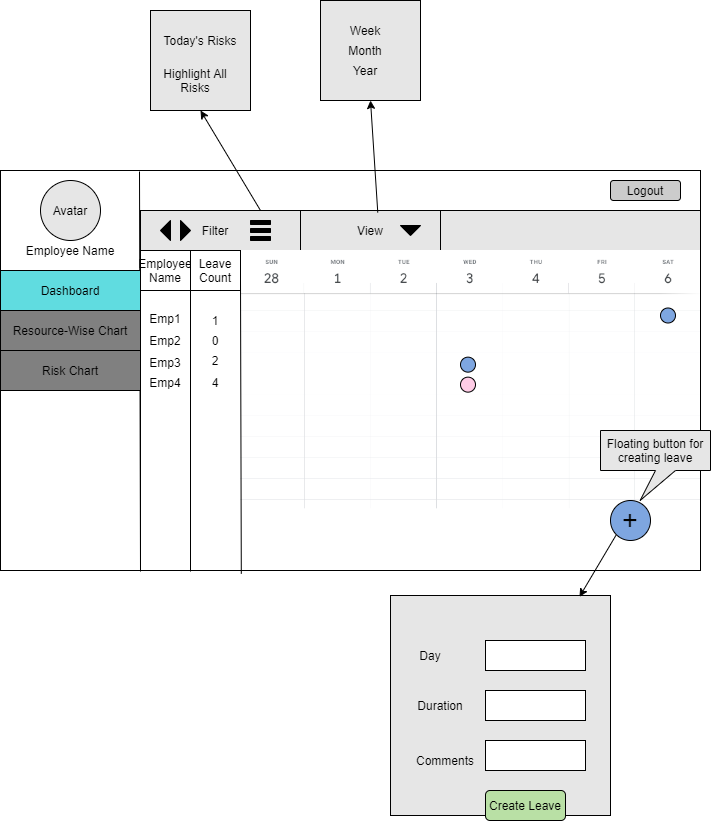 Today's Risks
Highlight All
Risks
Week
Month
Year
Logout
Avatar
Employee Name
Filter
View
Dashboard
Resource-Wise Chart
Risk Chart
Employee
Name
Leave
Count
SUN
MON
TUE
WED
THU
FRI
SAT
28
1
2
3
4
5
6
Emp1
1
Emp2
0
Emp3
2
Emp4
4
Floating button for
creating leave
+
Day
Duration
Comments
Create Leave